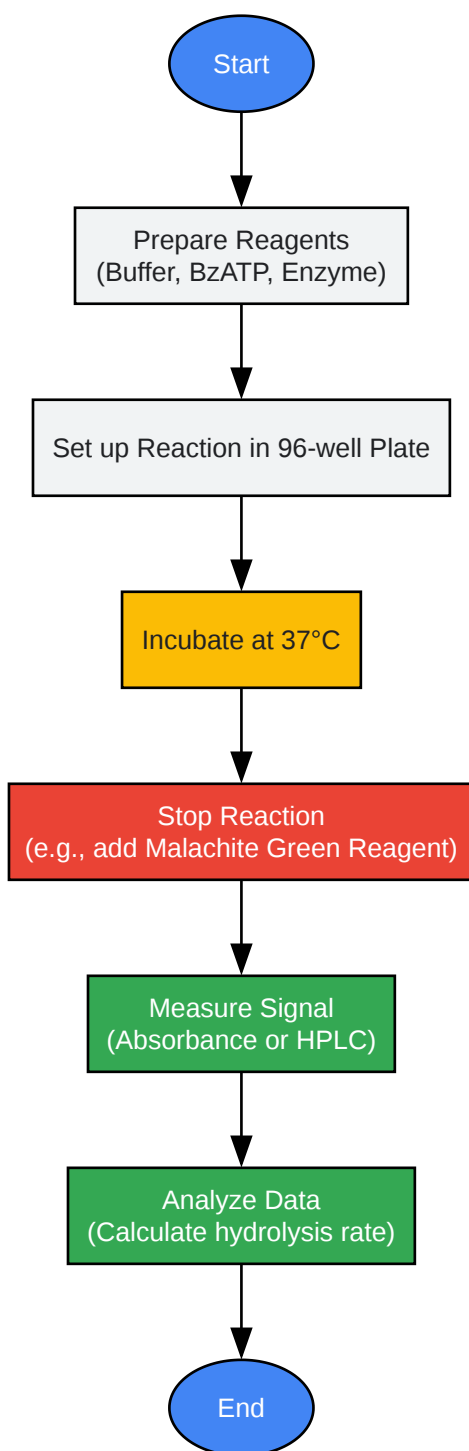 Start
Prepare Reagents
(Buffer, BzATP, Enzyme)
Set up Reaction in 96-well Plate
Incubate at 37°C
Stop Reaction
(e.g., add Malachite Green Reagent)
Measure Signal
(Absorbance or HPLC)
Analyze Data
(Calculate hydrolysis rate)
End